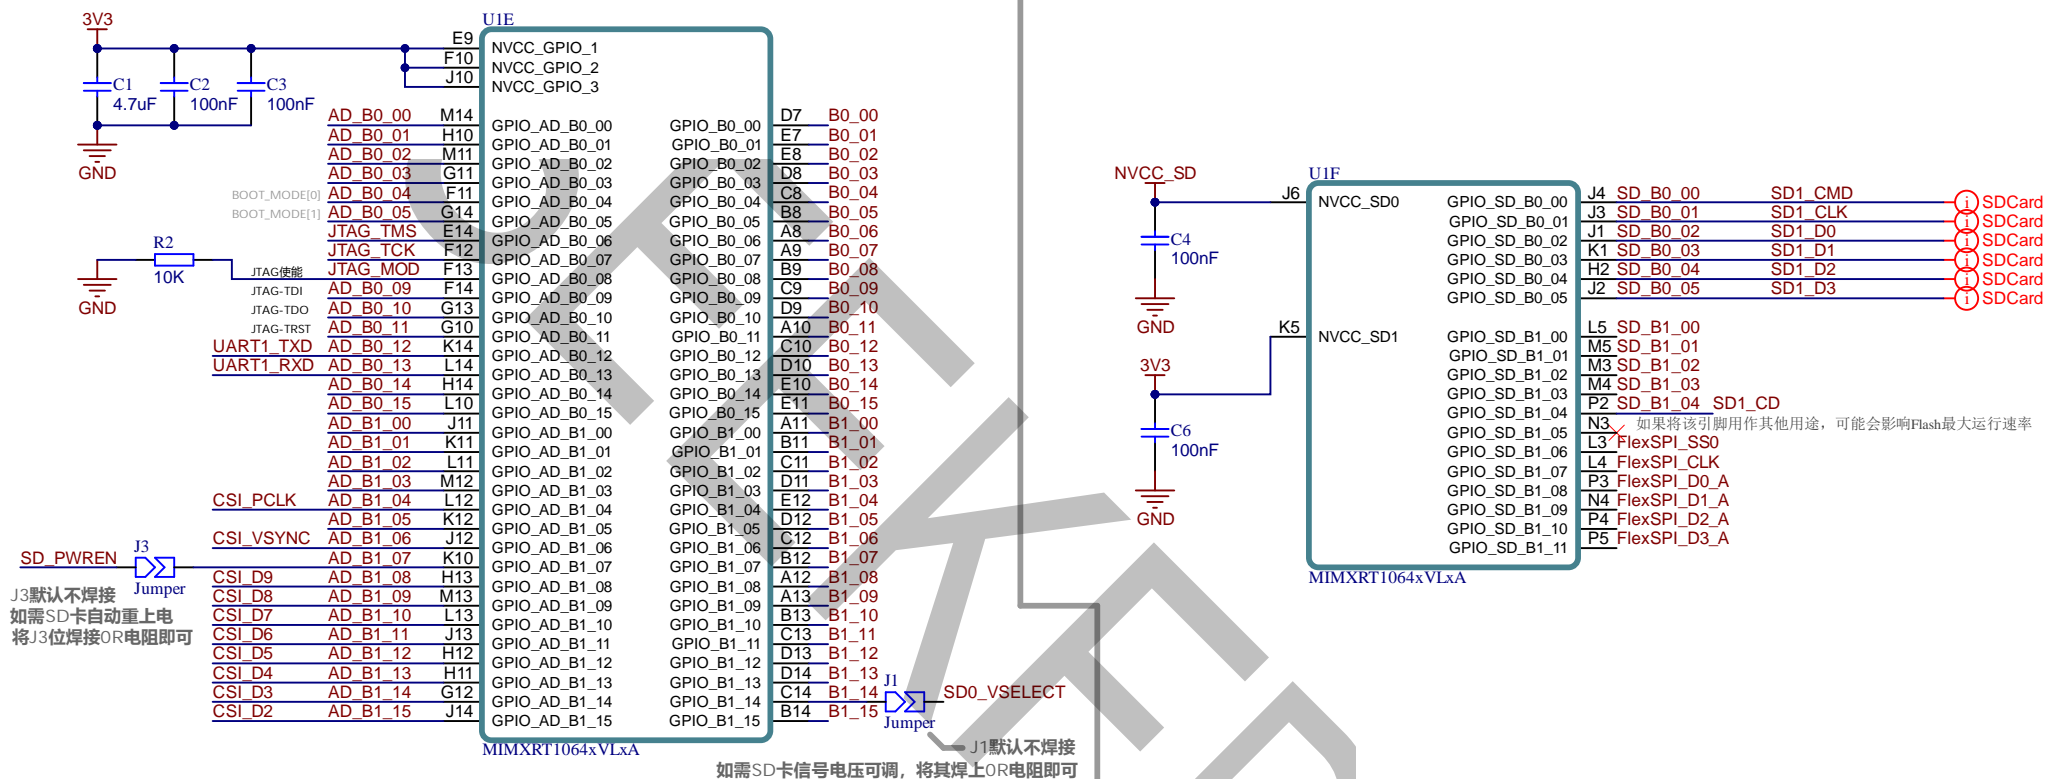 3V3
C1
4.7uF
C2
100nF
C3
100nF
GND
U1E
E9 NVCC_GPIO_1
F10 NVCC_GPIO_2
J10 NVCC_GPIO_3
AD_B0_00 M14 GPIO_AD_B0_00 GPIO_B0_00 D7 B0_00
AD_B0_01 H10 GPIO_AD_B0_01 GPIO_B0_01 E7 B0_01
AD_B0_02 M11 GPIO_AD_B0_02 GPIO_B0_02 E8 B0_02
AD_B0_03 G11 GPIO_AD_B0_03 GPIO_B0_03 D8 B0_03
BOOT_MODE[0] AD_B0_04 F11 GPIO_AD_B0_04 GPIO_B0_04 C8 B0_04
BOOT_MODE[1] AD_B0_05 G14 GPIO_AD_B0_05 GPIO_B0_05 B8 B0_05
JTAG_TMS E14 GPIO_AD_B0_06 GPIO_B0_06 A8 B0_06
JTAG_TCK F12 GPIO_AD_B0_07 GPIO_B0_07 A9 B0_07
R2
10K
GND
JTAG使能 JTAG_MOD F13 GPIO_AD_B0_08 GPIO_B0_08 B9 B0_08
JTAG-TDI AD_B0_09 F14 GPIO_AD_B0_09 GPIO_B0_09 C9 B0_09
JTAG-TDO AD_B0_10 G13 GPIO_AD_B0_10 GPIO_B0_10 D9 B0_10
JTAG-TRST AD_B0_11 G10 GPIO_AD_B0_11 GPIO_B0_11 A10 B0_11
UART1_TXD AD_B0_12 K14 GPIO_AD_B0_12 GPIO_B0_12 C10 B0_12
UART1_RXD AD_B0_13 L14 GPIO_AD_B0_13 GPIO_B0_13 D10 B0_13
AD_B0_14 H14 GPIO_AD_B0_14 GPIO_B0_14 E10 B0_14
AD_B0_15 L10 GPIO_AD_B0_15 GPIO_B0_15 E11 B0_15
AD_B1_00 J11 GPIO_AD_B1_00 GPIO_B1_00 A11 B1_00
AD_B1_01 K11 GPIO_AD_B1_01 GPIO_B1_01 B11 B1_01
AD_B1_02 L11 GPIO_AD_B1_02 GPIO_B1_02 C11 B1_02
AD_B1_03 M12 GPIO_AD_B1_03 GPIO_B1_03 D11 B1_03
CSI_PCLK AD_B1_04 L12 GPIO_AD_B1_04 GPIO_B1_04 E12 B1_04
AD_B1_05 K12 GPIO_AD_B1_05 GPIO_B1_05 D12 B1_05
CSI_VSYNC AD_B1_06 J12 GPIO_AD_B1_06 GPIO_B1_06 C12 B1_06
SD_PWREN J3 Jumper AD_B1_07 K10 GPIO_AD_B1_07 GPIO_B1_07 B12 B1_07
CSI_D9 AD_B1_08 H13 GPIO_AD_B1_08 GPIO_B1_08 A12 B1_08
CSI_D8 AD_B1_09 M13 GPIO_AD_B1_09 GPIO_B1_09 A13 B1_09
CSI_D7 AD_B1_10 L13 GPIO_AD_B1_10 GPIO_B1_10 B13 B1_10
CSI_D6 AD_B1_11 J13 GPIO_AD_B1_11 GPIO_B1_11 C13 B1_11
CSI_D5 AD_B1_12 H12 GPIO_AD_B1_12 GPIO_B1_12 D13 B1_12
CSI_D4 AD_B1_13 H11 GPIO_AD_B1_13 GPIO_B1_13 D14 B1_13
CSI_D3 AD_B1_14 G12 GPIO_AD_B1_14 GPIO_B1_14 C14 B1_14 J1 Jumper SD0_VSELECT
CSI_D2 AD_B1_15 J14 GPIO_AD_B1_15 GPIO_B1_15 B14 B1_15
MIMXRT1064xVLxA
J3默认不焊接
如需SD卡自动重上电
将J3位焊接0R电阻即可
J1默认不焊接
如需SD卡信号电压可调，将其焊上0R电阻即可
NVCC_SD
C4
100nF
GND
3V3
C6
100nF
GND
U1F
J6 NVCC_SD0 GPIO_SD_B0_00 J4 SD_B0_00 SD1_CMD i SDCard
GPIO_SD_B0_01 J3 SD_B0_01 SD1_CLK i SDCard
GPIO_SD_B0_02 J1 SD_B0_02 SD1_D0 i SDCard
GPIO_SD_B0_03 K1 SD_B0_03 SD1_D1 i SDCard
GPIO_SD_B0_04 H2 SD_B0_04 SD1_D2 i SDCard
GPIO_SD_B0_05 J2 SD_B0_05 SD1_D3 i SDCard
K5 NVCC_SD1 GPIO_SD_B1_00 L5 SD_B1_00
GPIO_SD_B1_01 M5 SD_B1_01
GPIO_SD_B1_02 M3 SD_B1_02
GPIO_SD_B1_03 M4 SD_B1_03
GPIO_SD_B1_04 P2 SD_B1_04 SD1_CD
GPIO_SD_B1_05 N3 如果将该引脚用作其他用途，可能会影响Flash最大运行速率
GPIO_SD_B1_06 L3 FlexSPI_SS0
GPIO_SD_B1_07 L4 FlexSPI_CLK
GPIO_SD_B1_08 P3 FlexSPI_D0_A
GPIO_SD_B1_09 N4 FlexSPI_D1_A
GPIO_SD_B1_10 P4 FlexSPI_D2_A
GPIO_SD_B1_11 P5 FlexSPI_D3_A
MIMXRT1064xVLxA